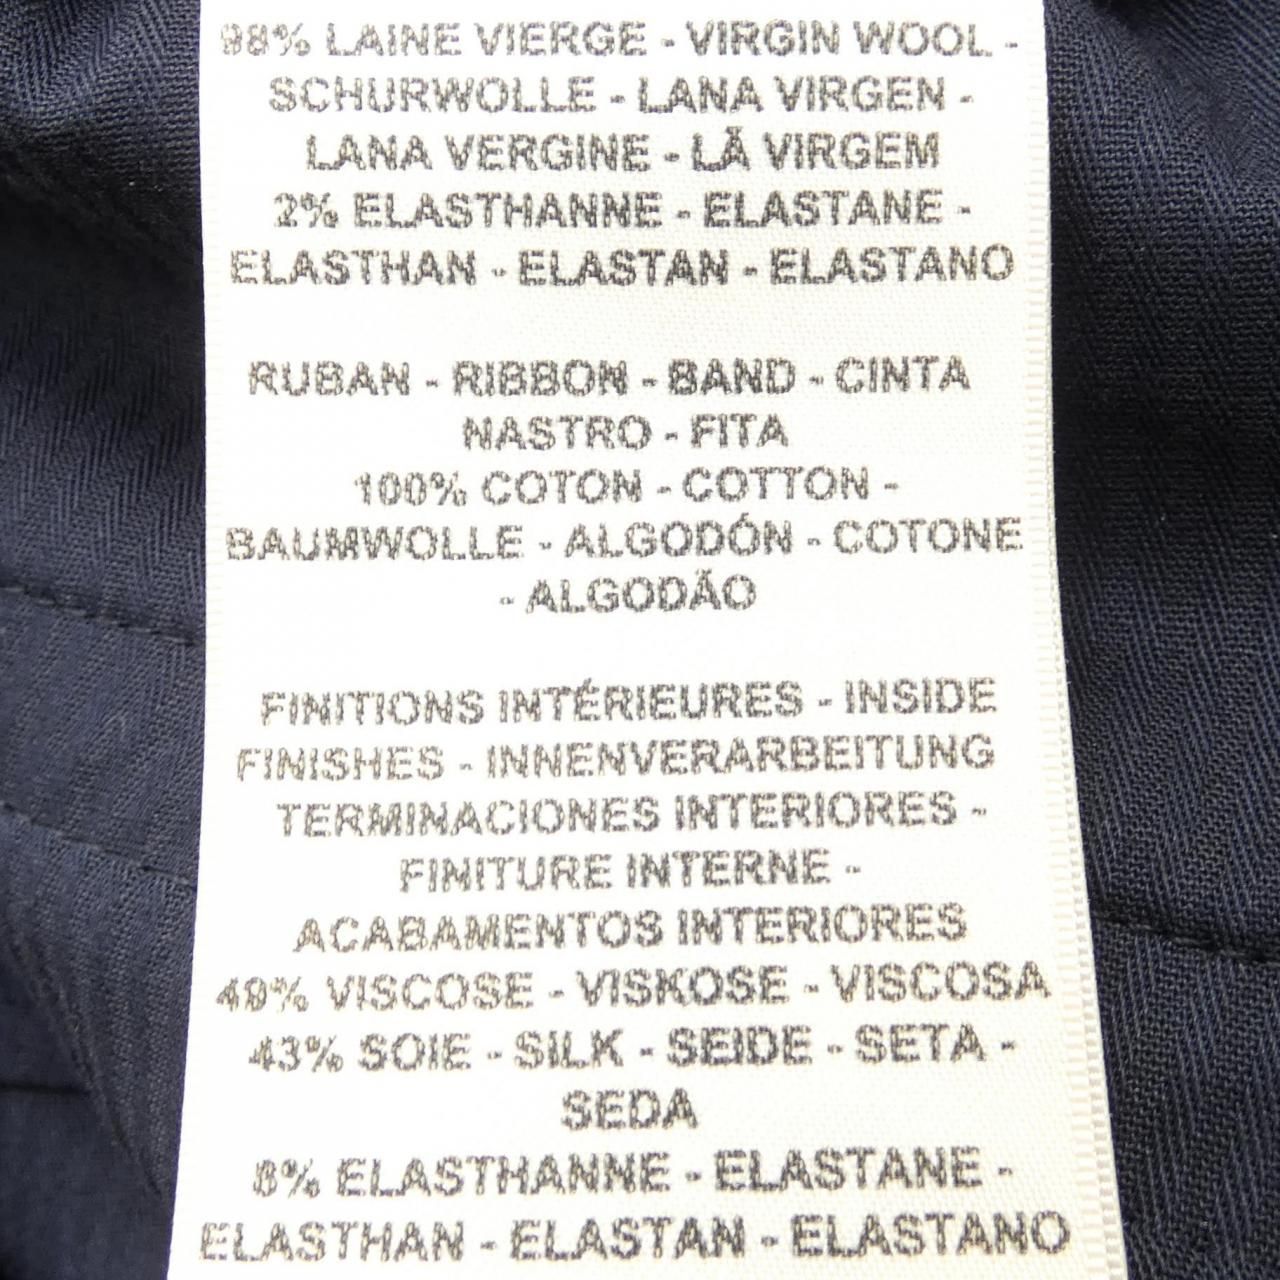 98% LAINE VIERGE - VIRGIN WOOL -
SCHURWOLLE - LANA VIRGEN -
LANA VERGINE - LÃ VIRGEM
2% ELASTHANNE - ELASTANE -
ELASTHAN - ELASTAN - ELASTANO
RUBAN - RIBBON - BAND - CINTA
NASTRO - FITA
100% COTON - COTTON -
BAUMWOLLE - ALGODÓN - COTONE
- ALGODÃO
FINITIONS INTÉRIEURES - INSIDE
FINISHES - INNENVERARBEITUNG
TERMINACIONES INTERIORES -
FINITURE INTERNE -
ACABAMENTOS INTERIORES
49% VISCOSE - VISKOSE - VISCOSA
43% SOIE - SILK - SEIDE - SETA -
SEDA
8% ELASTHANNE - ELASTANE -
ELASTHAN - ELASTAN - ELASTANO